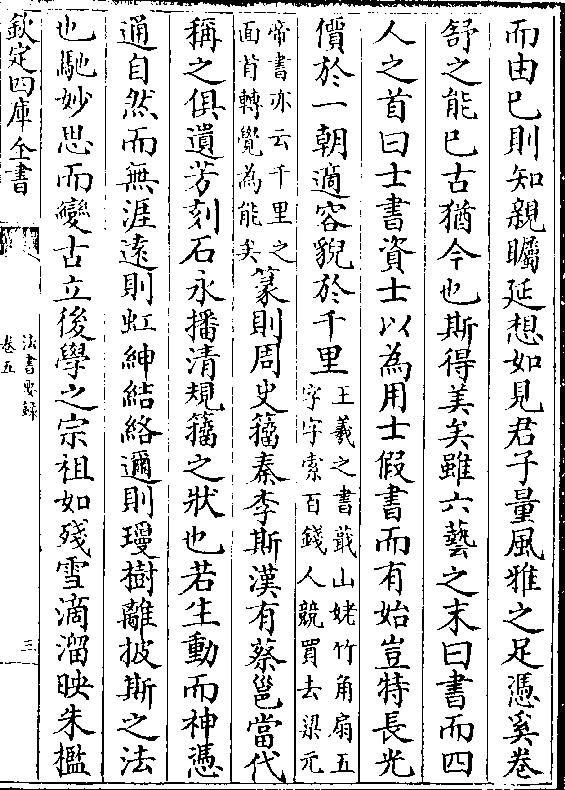 而由已則知親矚延想如見君子量風雅之足憑奚卷
舒之能已古猶今也斯得美矣雖六藝之末曰書而四
人之首曰士書資士以為用士假書而有始豈特長光
價於一朝適容貌於千里
王羲之書蕺山姥竹角扇五
字字索百錢人競買去梁元
帝書亦云千里之
面首轉覺為能矣
篆則周史籀秦李斯漢有蔡邕當代
稱之俱遺芳刻石永播清規籀之狀也若生動而神憑
通自然而無涯遠則虹紳結絡邇則瓊樹離披斯之法
也馳妙思而變古立後學之宗祖如殘雪滴溜映朱檻
欽定四庫全書
法書要録
卷五
三